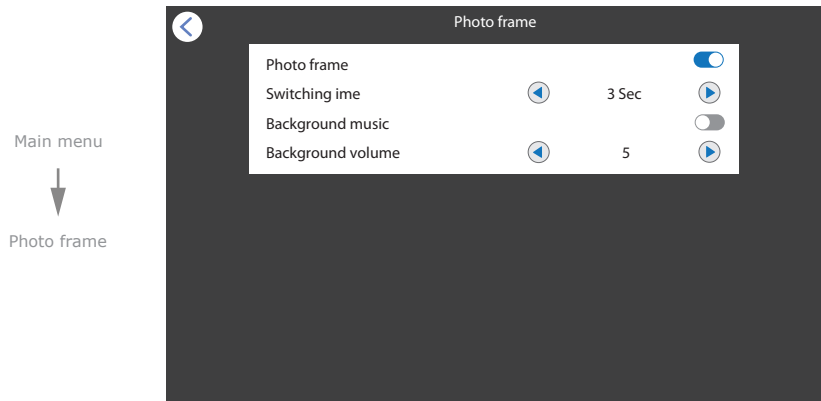 Photo frame
Photo frame
Switching ime 3 Sec
Background music
Background volume 5
Main menu
Photo frame